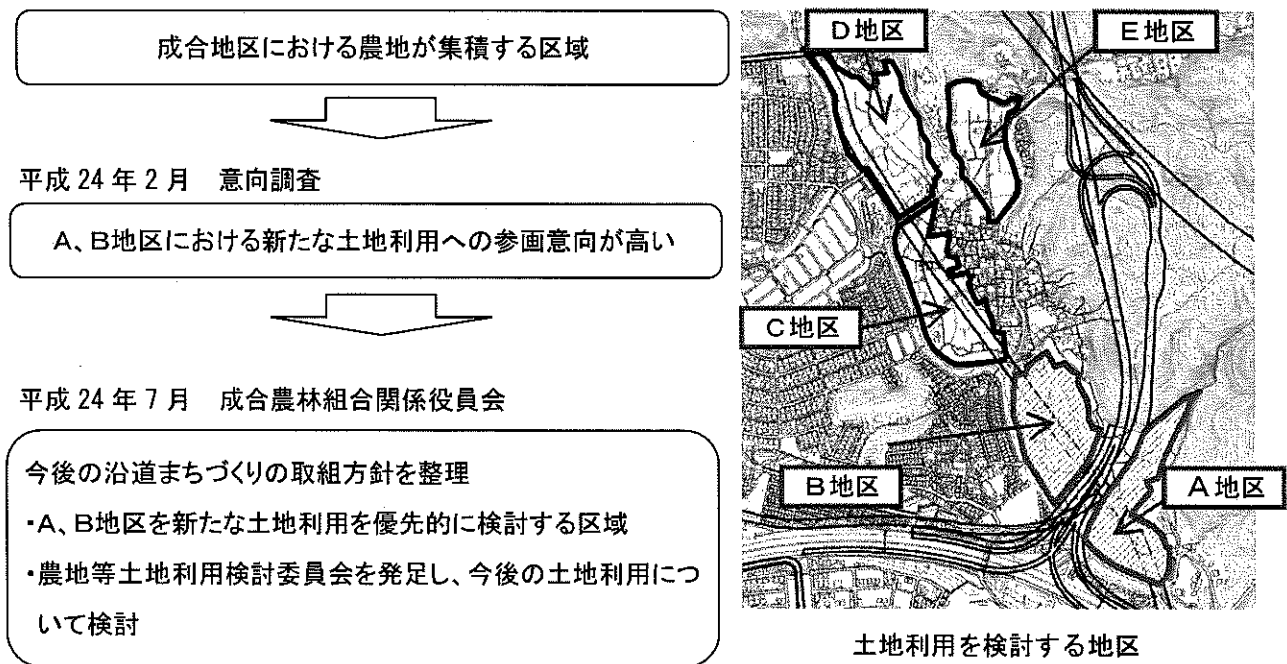 成合地区における農地が集積する区域
平成24年2月　意向調査
A、B地区における新たな土地利用への参画意向が高い
平成24年7月　成合農林組合関係役員会
今後の沿道まちづくりの取組方針を整理
・A、B地区を新たな土地利用を優先的に検討する区域
・農地等土地利用検討委員会を発足し、今後の土地利用につ
いて検討
D地区
E地区
C地区
B地区
A地区
土地利用を検討する地区